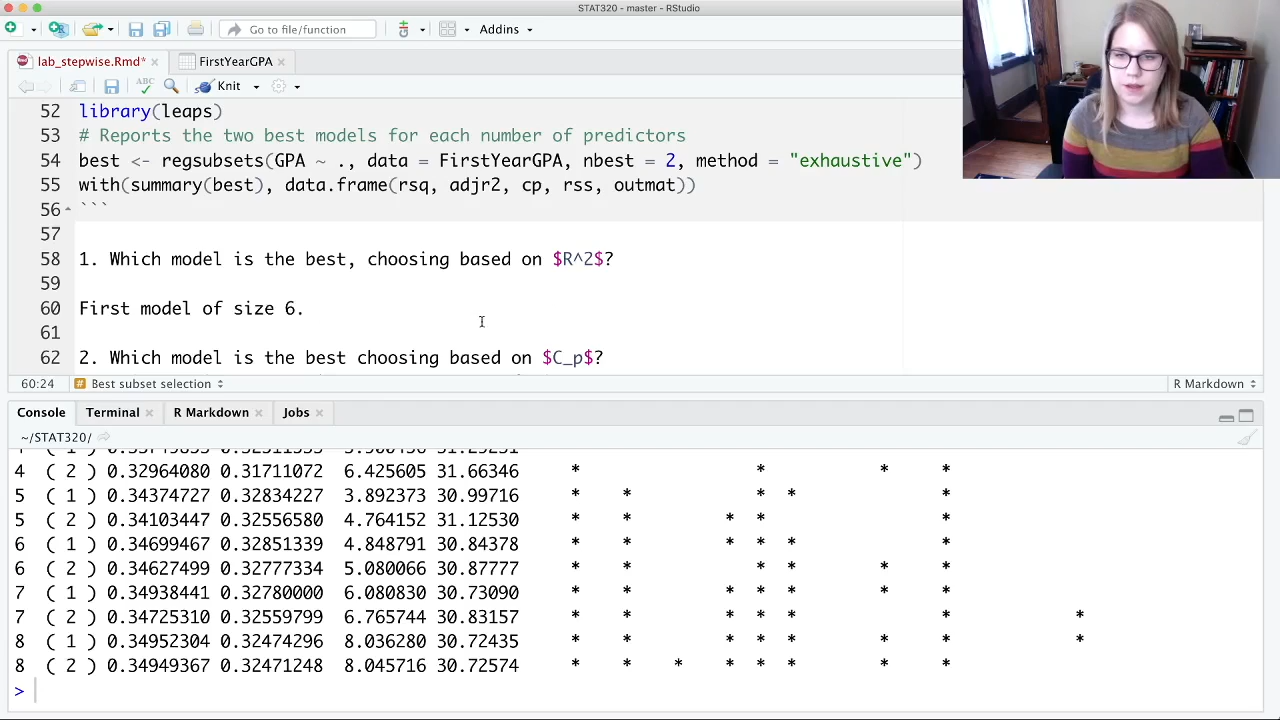 STAT320 - master - RStudio
Go to file/function
Addins
lab_stepwise.Rmd*
FirstYearGPA
ABC
Knit
52 library(leaps)
53 # Reports the two best models for each number of predictors
54 best <- regsubsets(GPA ~ ., data = FirstYearGPA, nbest = 2, method = "exhaustive")
55 with(summary(best), data.frame(rsq, adjr2, cp, rss, outmat))
56 ```
57
58 1. Which model is the best, choosing based on $R^2$?
59
60 First model of size 6.
61
62 2. Which model is the best choosing based on $C_p$?
60:24 # Best subset selection R Markdown
Console Terminal R Markdown Jobs
~/STAT320/
4 ( 2 ) 0.32964080 0.31711072 6.425605 31.66346 * * * *
5 ( 1 ) 0.34374727 0.32834227 3.892373 30.99716 * * * * *
5 ( 2 ) 0.34103447 0.32556580 4.764152 31.12530 * * * * *
6 ( 1 ) 0.34699467 0.32851339 4.848791 30.84378 * * * * * *
6 ( 2 ) 0.34627499 0.32777334 5.080066 30.87777 * * * * * *
7 ( 1 ) 0.34938441 0.32780000 6.080830 30.73090 * * * * * * *
7 ( 2 ) 0.34725310 0.32559799 6.765744 30.83157 * * * * * * *
8 ( 1 ) 0.34952304 0.32474296 8.036280 30.72435 * * * * * * * *
8 ( 2 ) 0.34949367 0.32471248 8.045716 30.72574 * * * * * * * *
>